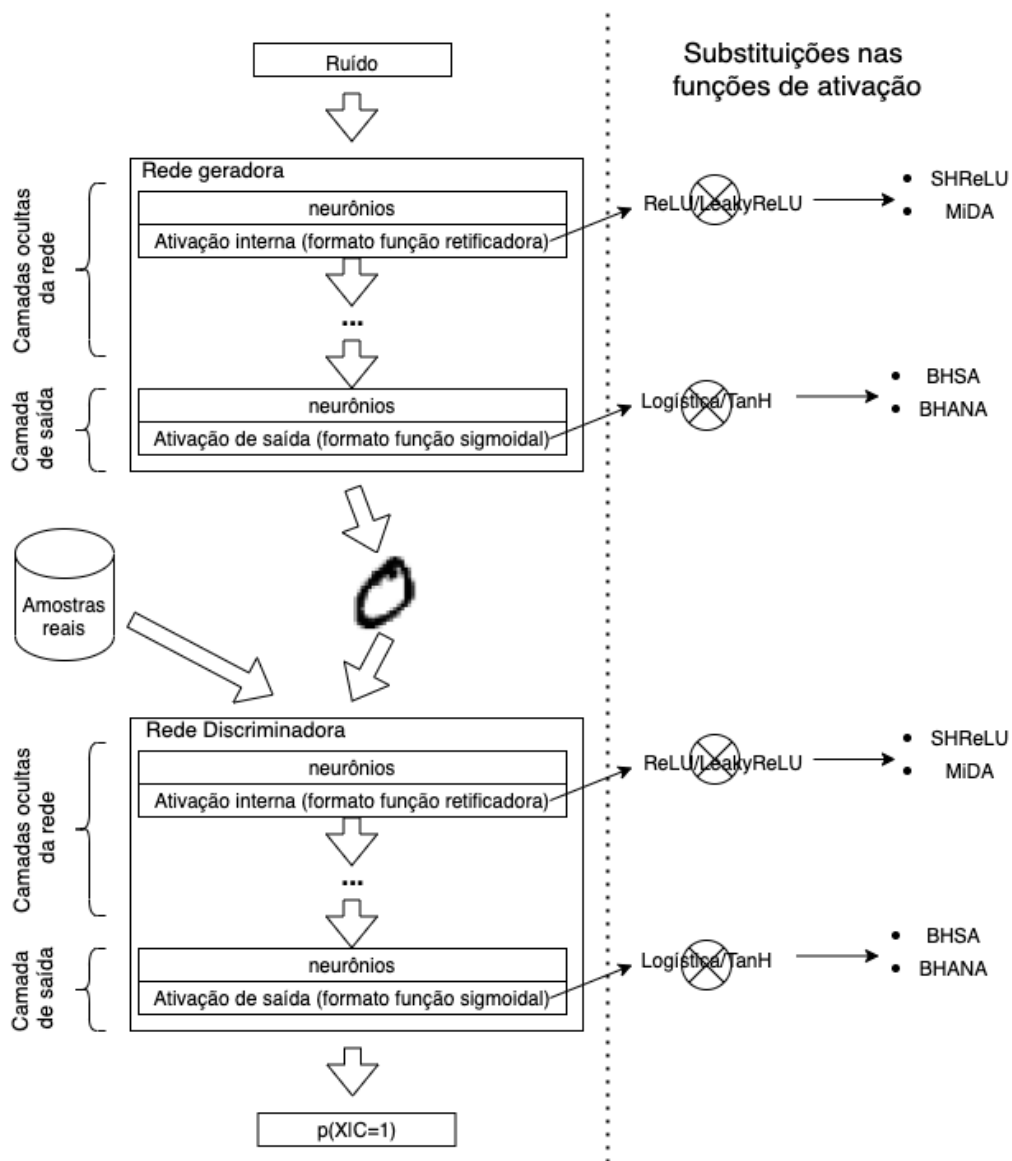 Ruído
Substituições nas
funções de ativação
Rede geradora
neurônios
Ativação interna (formato função retificadora)
...
neurônios
Ativação de saída (formato função sigmoidal)
Camadas ocultas
da rede
Camada
de saída
ReLU/LeakyReLU
• SHReLU
• MiDA
Logística/TanH
• BHSA
• BHANA
Amostras
reais
Rede Discriminadora
neurônios
Ativação interna (formato função retificadora)
...
neurônios
Ativação de saída (formato função sigmoidal)
Camadas ocultas
da rede
Camada
de saída
ReLU/LeakyReLU
• SHReLU
• MiDA
Logística/TanH
• BHSA
• BHANA
p(X|C=1)